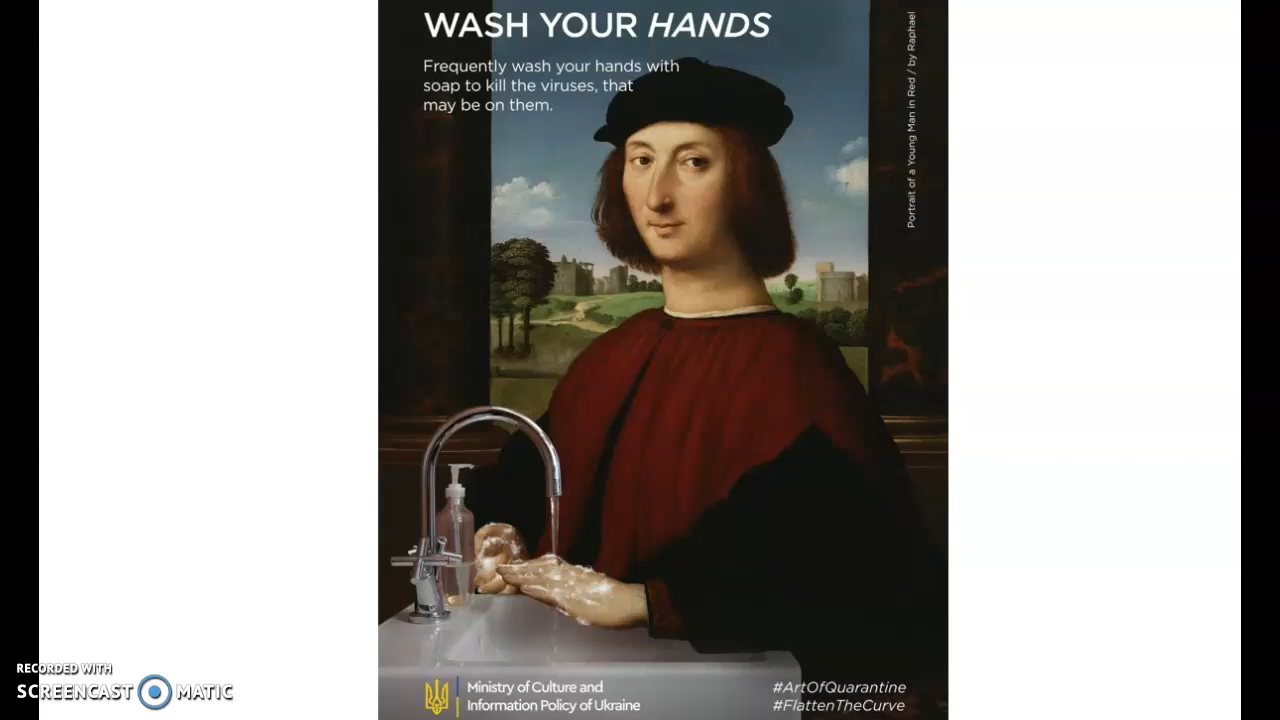 WASH YOUR HANDS
Frequently wash your hands with
soap to kill the viruses, that
may be on them.
Portrait of a Young Man in Red / by Raphael
RECORDED WITH
SCREENCAST MATIC
Ministry of Culture and
Information Policy of Ukraine
#ArtOfQuarantine
#FlattenTheCurve